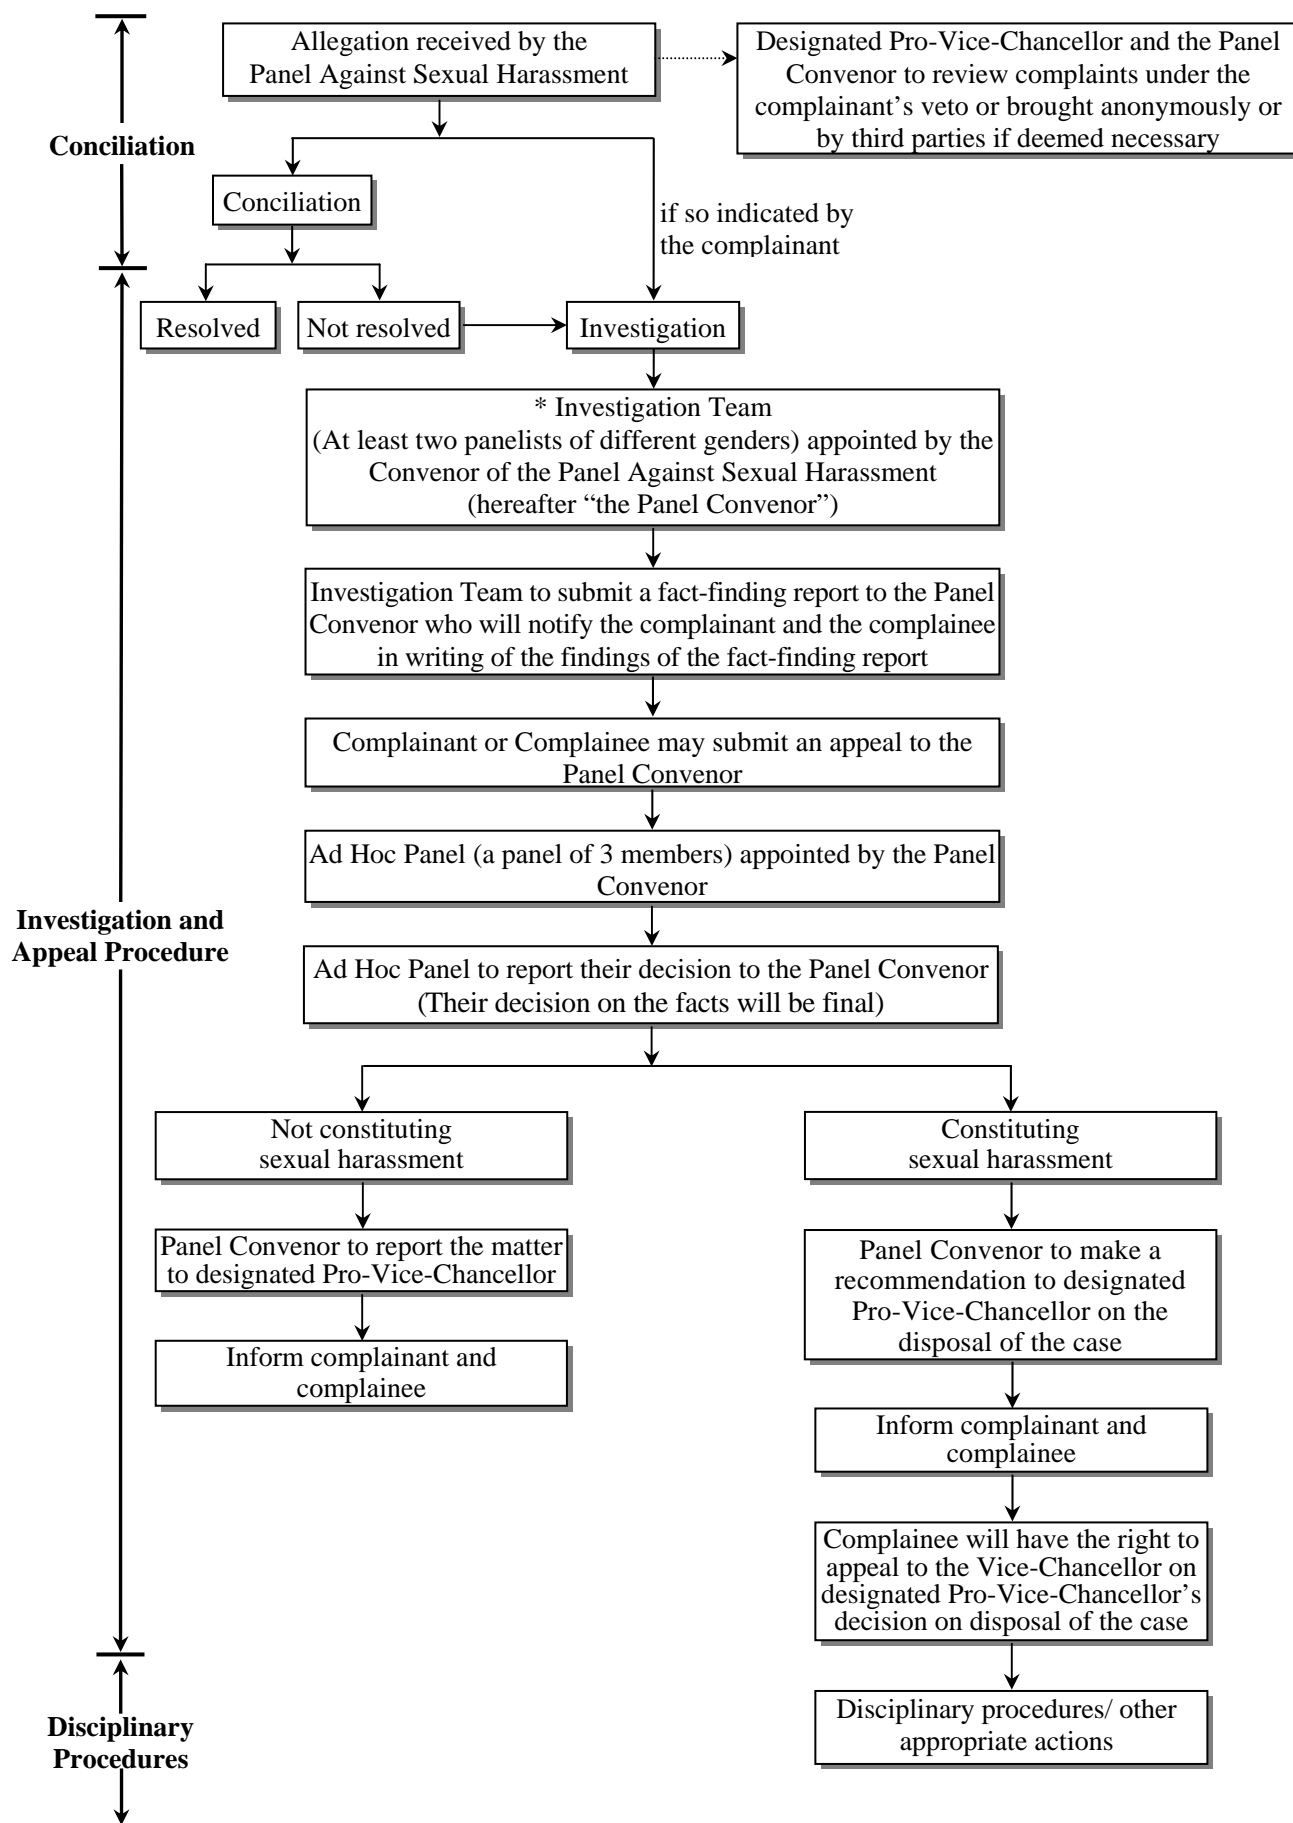 Allegation received by the
Panel Against Sexual Harassment
Designated Pro-Vice-Chancellor and the Panel
Convenor to review complaints under the
complainant’s veto or brought anonymously or
by third parties if deemed necessary
Conciliation
Conciliation
if so indicated by
the complainant
Resolved
Not resolved
Investigation
* Investigation Team
(At least two panelists of different genders) appointed by the
Convenor of the Panel Against Sexual Harassment
(hereafter “the Panel Convenor”)
Investigation Team to submit a fact-finding report to the Panel
Convenor who will notify the complainant and the complainee
in writing of the findings of the fact-finding report
Complainant or Complainee may submit an appeal to the
Panel Convenor
Ad Hoc Panel (a panel of 3 members) appointed by the Panel
Convenor
Investigation and
Appeal Procedure
Ad Hoc Panel to report their decision to the Panel Convenor
(Their decision on the facts will be final)
Not constituting
sexual harassment
Panel Convenor to report the matter
to designated Pro-Vice-Chancellor
Inform complainant and
complainee
Constituting
sexual harassment
Panel Convenor to make a
recommendation to designated
Pro-Vice-Chancellor on the
disposal of the case
Inform complainant and
complainee
Complainee will have the right to
appeal to the Vice-Chancellor on
designated Pro-Vice-Chancellor’s
decision on disposal of the case
Disciplinary procedures/ other
appropriate actions
Disciplinary
Procedures